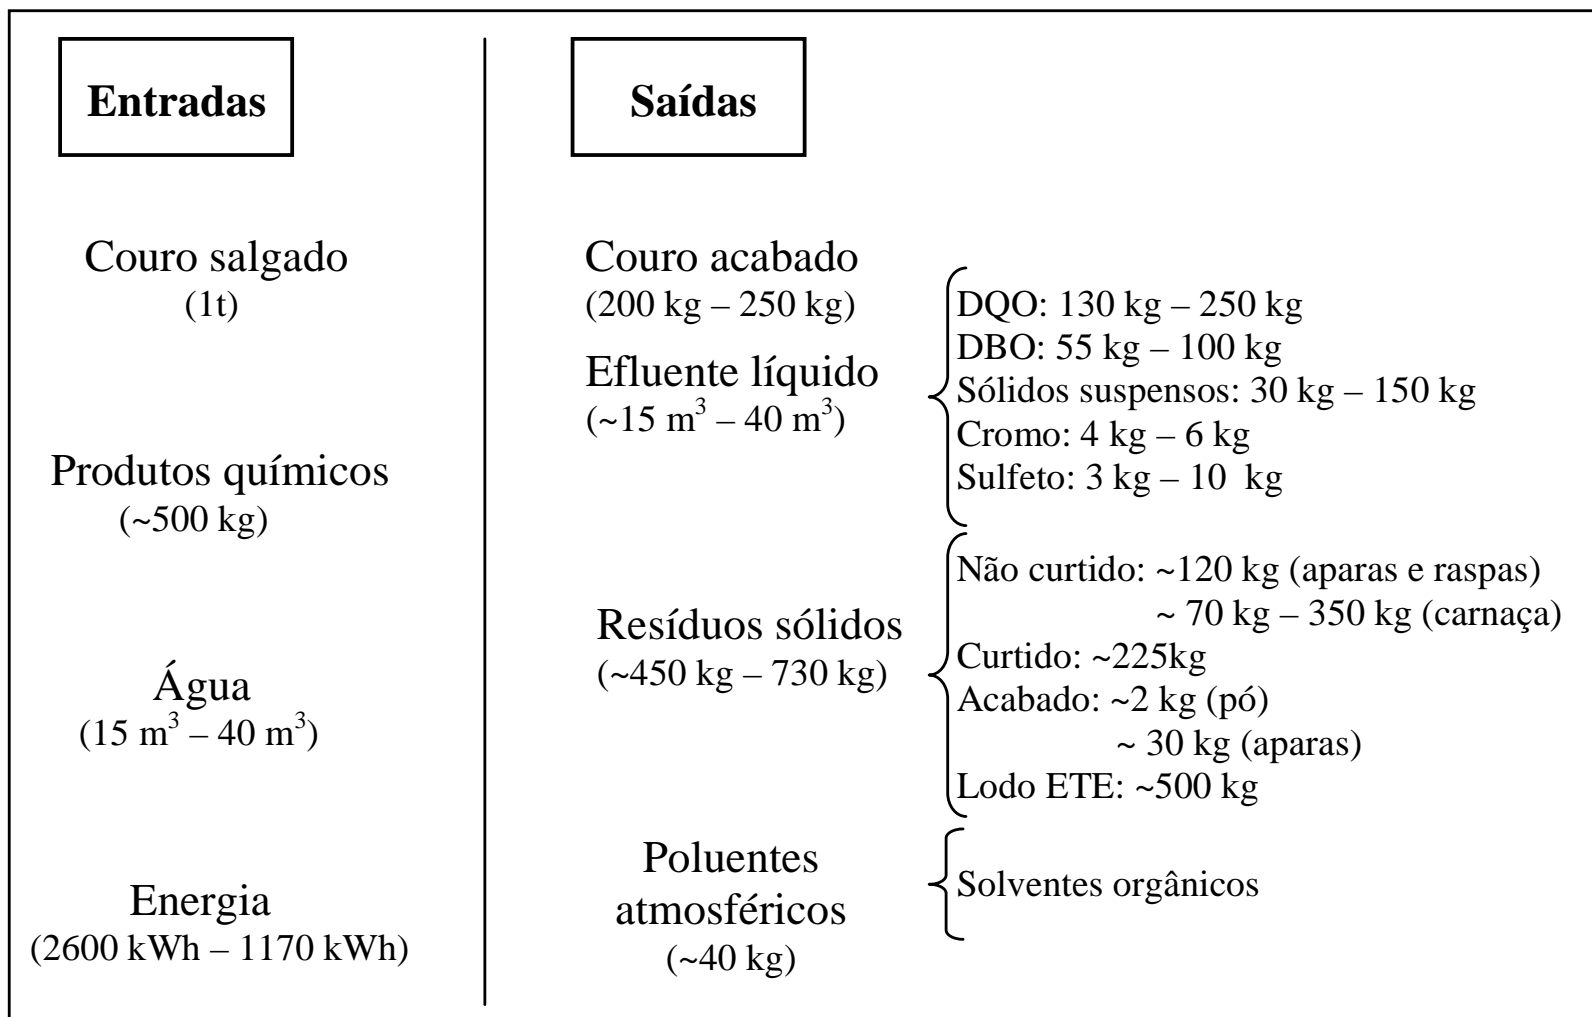 Entradas
Couro salgado
(1t)
Produtos químicos
(~500 kg)
Água
(15 m³ – 40 m³)
Energia
(2600 kWh – 1170 kWh)
Saídas
Couro acabado
(200 kg – 250 kg)
Efluente líquido
(~15 m³ – 40 m³)
DQO: 130 kg – 250 kg
DBO: 55 kg – 100 kg
Sólidos suspensos: 30 kg – 150 kg
Cromo: 4 kg – 6 kg
Sulfeto: 3 kg – 10 kg
Resíduos sólidos
(~450 kg – 730 kg)
Não curtido: ~120 kg (aparas e raspas)
~ 70 kg – 350 kg (carnaça)
Curtido: ~225kg
Acabado: ~2 kg (pó)
~ 30 kg (aparas)
Lodo ETE: ~500 kg
Poluentes
atmosféricos
(~40 kg)
Solventes orgânicos